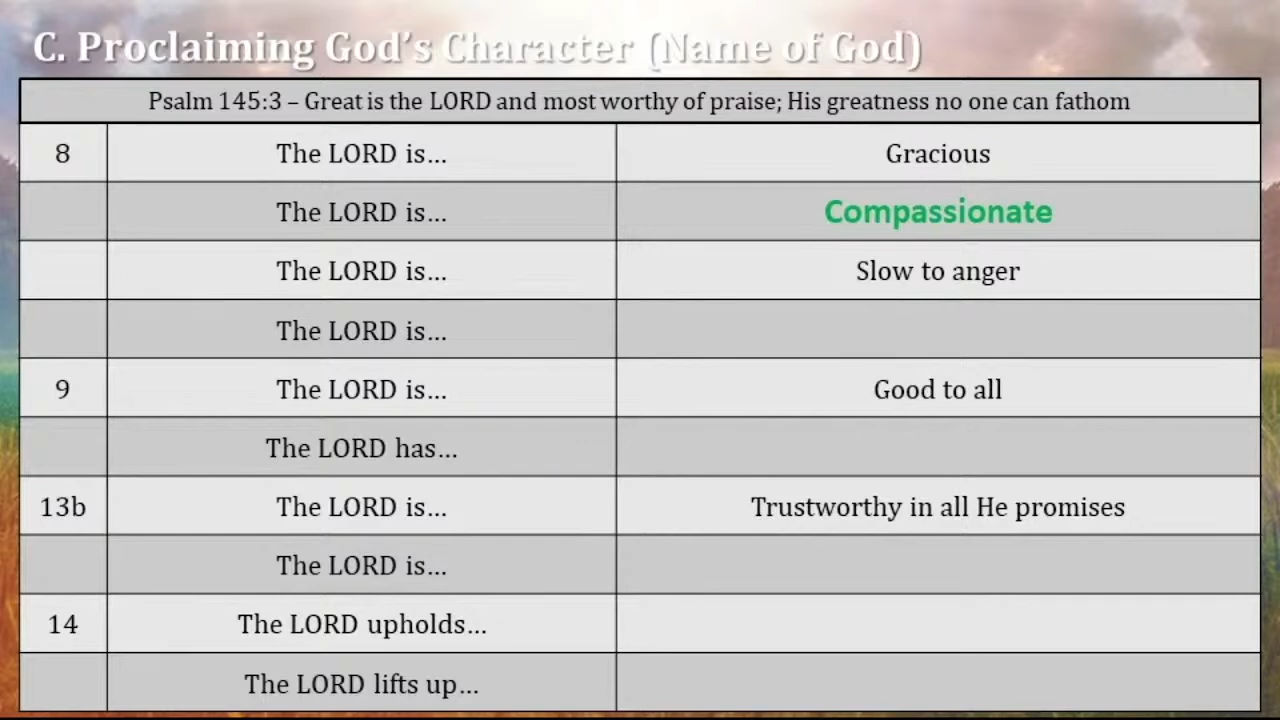 C. Proclaiming God's Character (Name of God)
Psalm 145:3 – Great is the LORD and most worthy of praise; His greatness no one can fathom
8 The LORD is... Gracious
The LORD is... Compassionate
The LORD is... Slow to anger
The LORD is...
9 The LORD is... Good to all
The LORD has...
13b The LORD is... Trustworthy in all He promises
The LORD is...
14 The LORD upholds...
The LORD lifts up...